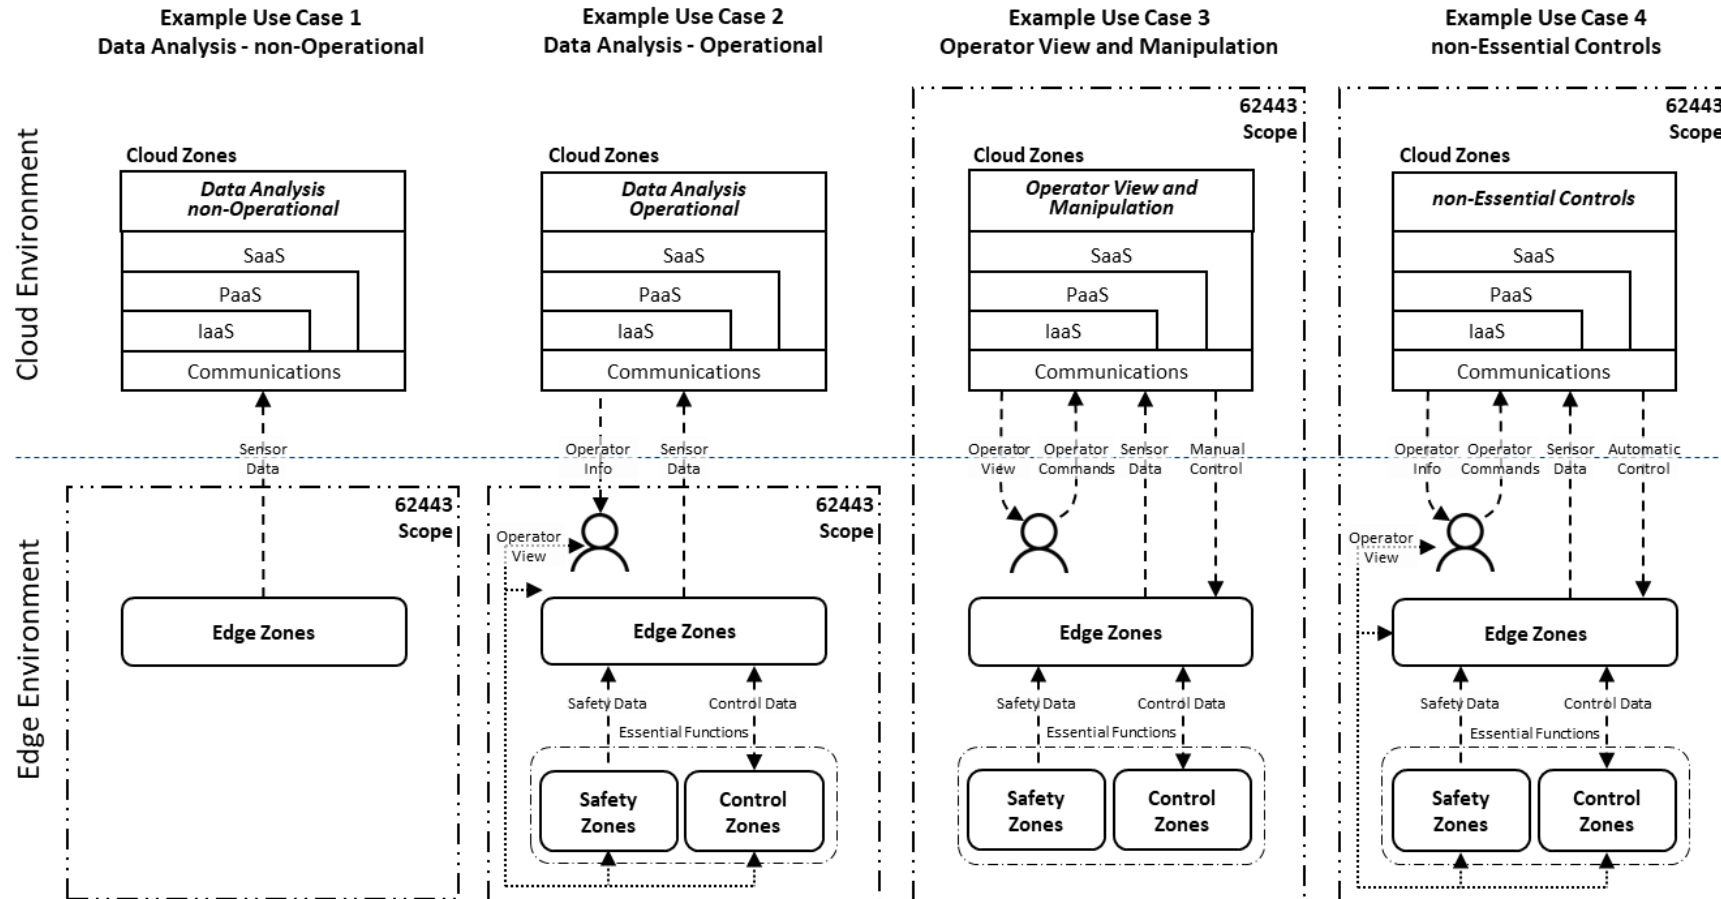 Example Use Case 1
Data Analysis - non-Operational
Example Use Case 2
Data Analysis - Operational
Example Use Case 3
Operator View and Manipulation
Example Use Case 4
non-Essential Controls
Cloud Environment
Edge Environment
Cloud Zones
Data Analysis
non-Operational
SaaS
PaaS
IaaS
Communications
Sensor
Data
62443
Scope
Edge Zones
Cloud Zones
Data Analysis
Operational
SaaS
PaaS
IaaS
Communications
Operator
Info
Sensor
Data
62443
Scope
Operator
View
Edge Zones
Safety Data
Control Data
Essential Functions
Safety
Zones
Control
Zones
62443
Scope
Cloud Zones
Operator View and
Manipulation
SaaS
PaaS
IaaS
Communications
Operator
View
Operator
Commands
Sensor
Data
Manual
Control
Edge Zones
Safety Data
Control Data
Essential Functions
Safety
Zones
Control
Zones
62443
Scope
Cloud Zones
non-Essential Controls
SaaS
PaaS
IaaS
Communications
Operator
Info
Operator
Commands
Sensor
Data
Automatic
Control
Operator
View
Edge Zones
Safety Data
Control Data
Essential Functions
Safety
Zones
Control
Zones